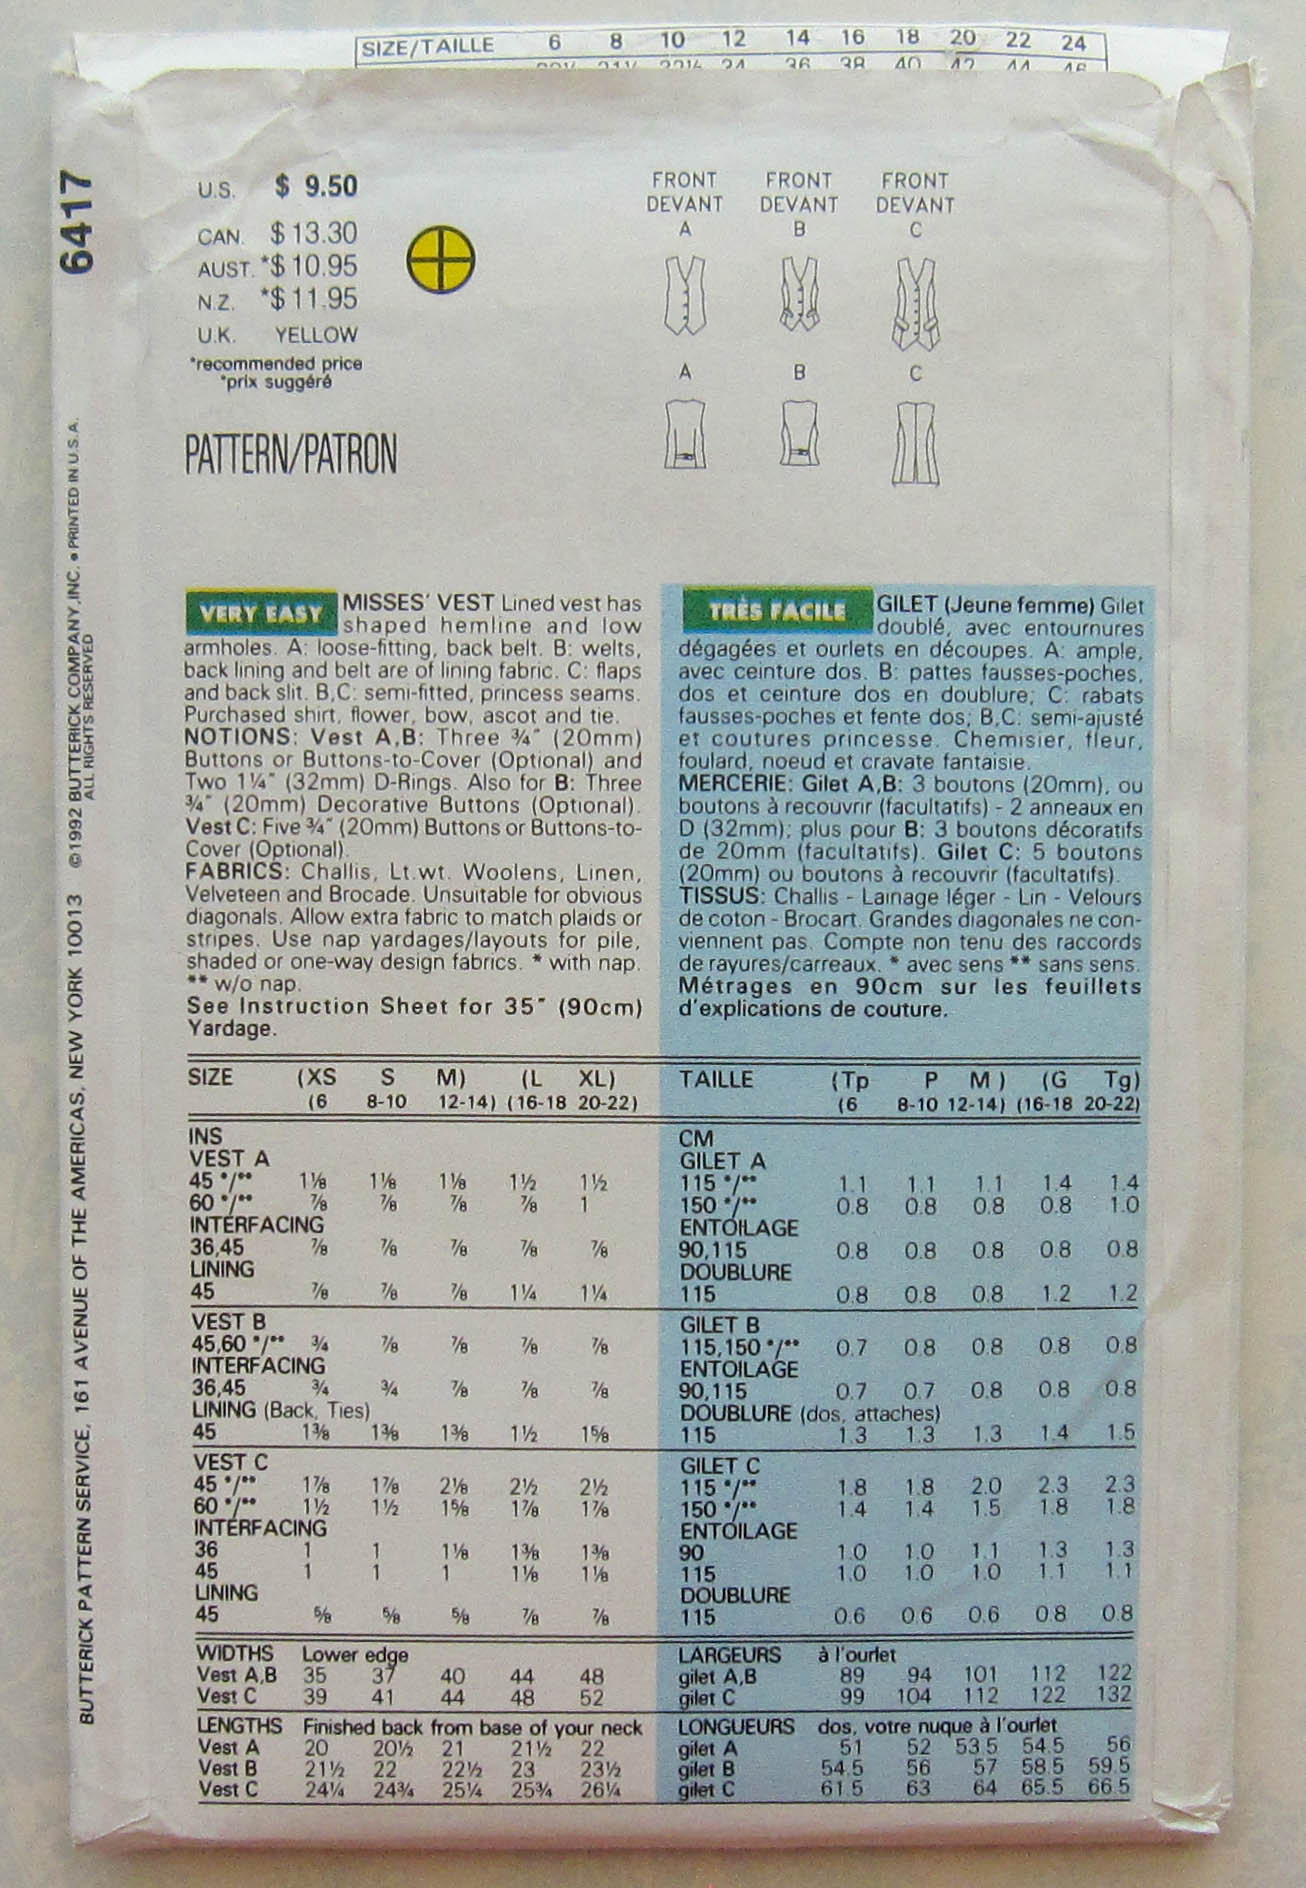 SIZE/TAILLE 6 8 10 12 14 16 18 20 22 24
6417
U.S. $ 9.50
CAN. $ 13.30
AUST. *$ 10.95
N.Z. *$ 11.95
U.K. YELLOW
*recommended price
*prix suggéré
PATTERN/PATRON
FRONT FRONT FRONT
DEVANT DEVANT DEVANT
A B C
A B C
BUTTERICK PATTERN SERVICE, 161 AVENUE OF THE AMERICAS, NEW YORK 10013 ©1992 BUTTERICK COMPANY, INC. • PRINTED IN U.S.A.
ALL RIGHTS RESERVED
VERY EASY MISSES' VEST Lined vest has
shaped hemline and low
armholes. A: loose-fitting, back belt. B: welts,
back lining and belt are of lining fabric. C: flaps
and back slit. B,C: semi-fitted, princess seams.
Purchased shirt, flower, bow, ascot and tie.
NOTIONS: Vest A,B: Three ¾" (20mm)
Buttons or Buttons-to-Cover (Optional) and
Two 1¼" (32mm) D-Rings. Also for B: Three
¾" (20mm) Decorative Buttons (Optional).
Vest C: Five ¾" (20mm) Buttons or Buttons-to-
Cover (Optional).
FABRICS: Challis, Lt.wt. Woolens, Linen,
Velveteen and Brocade. Unsuitable for obvious
diagonals. Allow extra fabric to match plaids or
stripes. Use nap yardages/layouts for pile,
shaded or one-way design fabrics. * with nap.
** w/o nap.
See Instruction Sheet for 35" (90cm)
Yardage.
TRÈS FACILE GILET (Jeune femme) Gilet
doublé, avec entournures
dégagées et ourlets en découpes. A: ample,
avec ceinture dos. B: pattes fausses-poches,
dos et ceinture dos en doublure; C: rabats
fausses-poches et fente dos; B,C: semi-ajusté
et coutures princesse. Chemisier, fleur,
foulard, noeud et cravate fantaisie.
MERCERIE: Gilet A,B: 3 boutons (20mm), ou
boutons à recouvrir (facultatifs) - 2 anneaux en
D (32mm); plus pour B: 3 boutons décoratifs
de 20mm (facultatifs). Gilet C: 5 boutons
(20mm) ou boutons à recouvrir (facultatifs).
TISSUS: Challis - Lainage léger - Lin - Velours
de coton - Brocart. Grandes diagonales ne con-
viennent pas. Compte non tenu des raccords
de rayures/carreaux. * avec sens ** sans sens.
Métrages en 90cm sur les feuillets
d'explications de couture.
SIZE (XS S M) (L XL)
(6 8-10 12-14) (16-18 20-22)
INS
VEST A
45 */** 1⅛ 1⅛ 1⅛ 1½ 1½
60 */** ⅞ ⅞ ⅞ ⅞ 1
INTERFACING
36,45 ⅞ ⅞ ⅞ ⅞ ⅞
LINING
45 ⅞ ⅞ ⅞ 1¼ 1¼
VEST B
45,60 */** ¾ ⅞ ⅞ ⅞ ⅞
INTERFACING
36,45 ¾ ¾ ⅞ ⅞ ⅞
LINING (Back, Ties)
45 1⅜ 1⅜ 1⅜ 1½ 1⅝
VEST C
45 */** 1⅞ 1⅞ 2⅛ 2½ 2½
60 */** 1½ 1½ 1⅝ 1⅞ 1⅞
INTERFACING
36 1 1 1⅛ 1⅜ 1⅜
45 1 1 1 1⅛ 1⅛
LINING
45 ⅝ ⅝ ⅝ ⅞ ⅞
WIDTHS Lower edge
Vest A,B 35 37 40 44 48
Vest C 39 41 44 48 52
LENGTHS Finished back from base of your neck
Vest A 20 20½ 21 21½ 22
Vest B 21½ 22 22½ 23 23½
Vest C 24¼ 24¾ 25¼ 25¾ 26¼
TAILLE (Tp P M) (G Tg)
(6 8-10 12-14) (16-18 20-22)
CM
GILET A
115 */** 1.1 1.1 1.1 1.4 1.4
150 */** 0.8 0.8 0.8 0.8 1.0
ENTOILAGE
90,115 0.8 0.8 0.8 0.8 0.8
DOUBLURE
115 0.8 0.8 0.8 1.2 1.2
GILET B
115,150 */** 0.7 0.8 0.8 0.8 0.8
ENTOILAGE
90,115 0.7 0.7 0.8 0.8 0.8
DOUBLURE (dos, attaches)
115 1.3 1.3 1.3 1.4 1.5
GILET C
115 */** 1.8 1.8 2.0 2.3 2.3
150 */** 1.4 1.4 1.5 1.8 1.8
ENTOILAGE
90 1.0 1.0 1.1 1.3 1.3
115 1.0 1.0 1.0 1.1 1.1
DOUBLURE
115 0.6 0.6 0.6 0.8 0.8
LARGEURS à l'ourlet
gilet A,B 89 94 101 112 122
gilet C 99 104 112 122 132
LONGUEURS dos, votre nuque à l'ourlet
gilet A 51 52 53.5 54.5 56
gilet B 54.5 56 57 58.5 59.5
gilet C 61.5 63 64 65.5 66.5